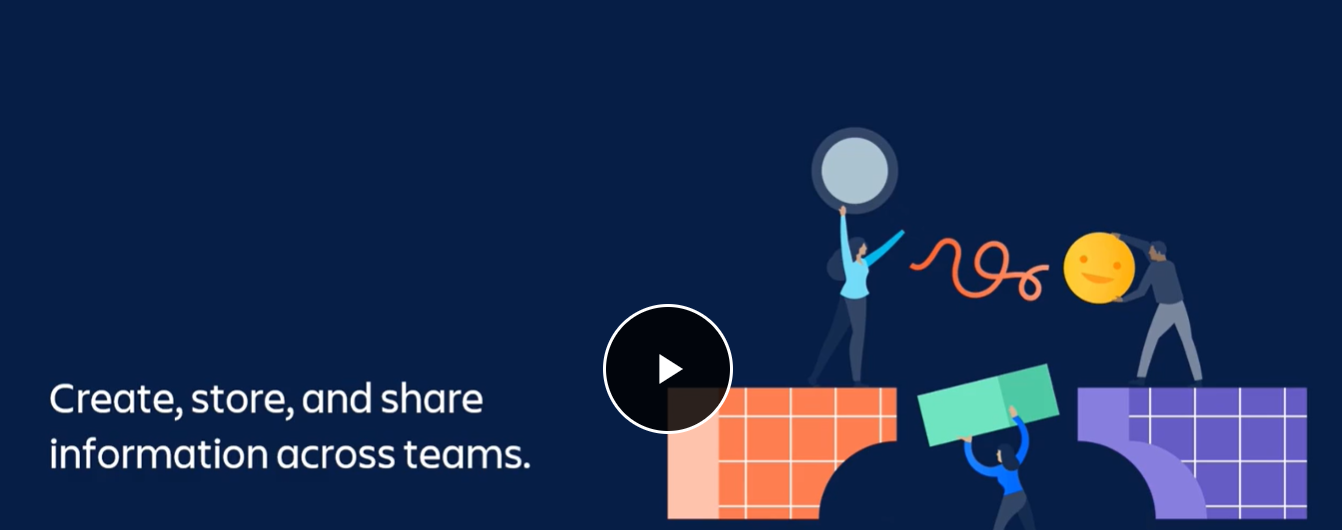 Create, store, and share
information across teams.